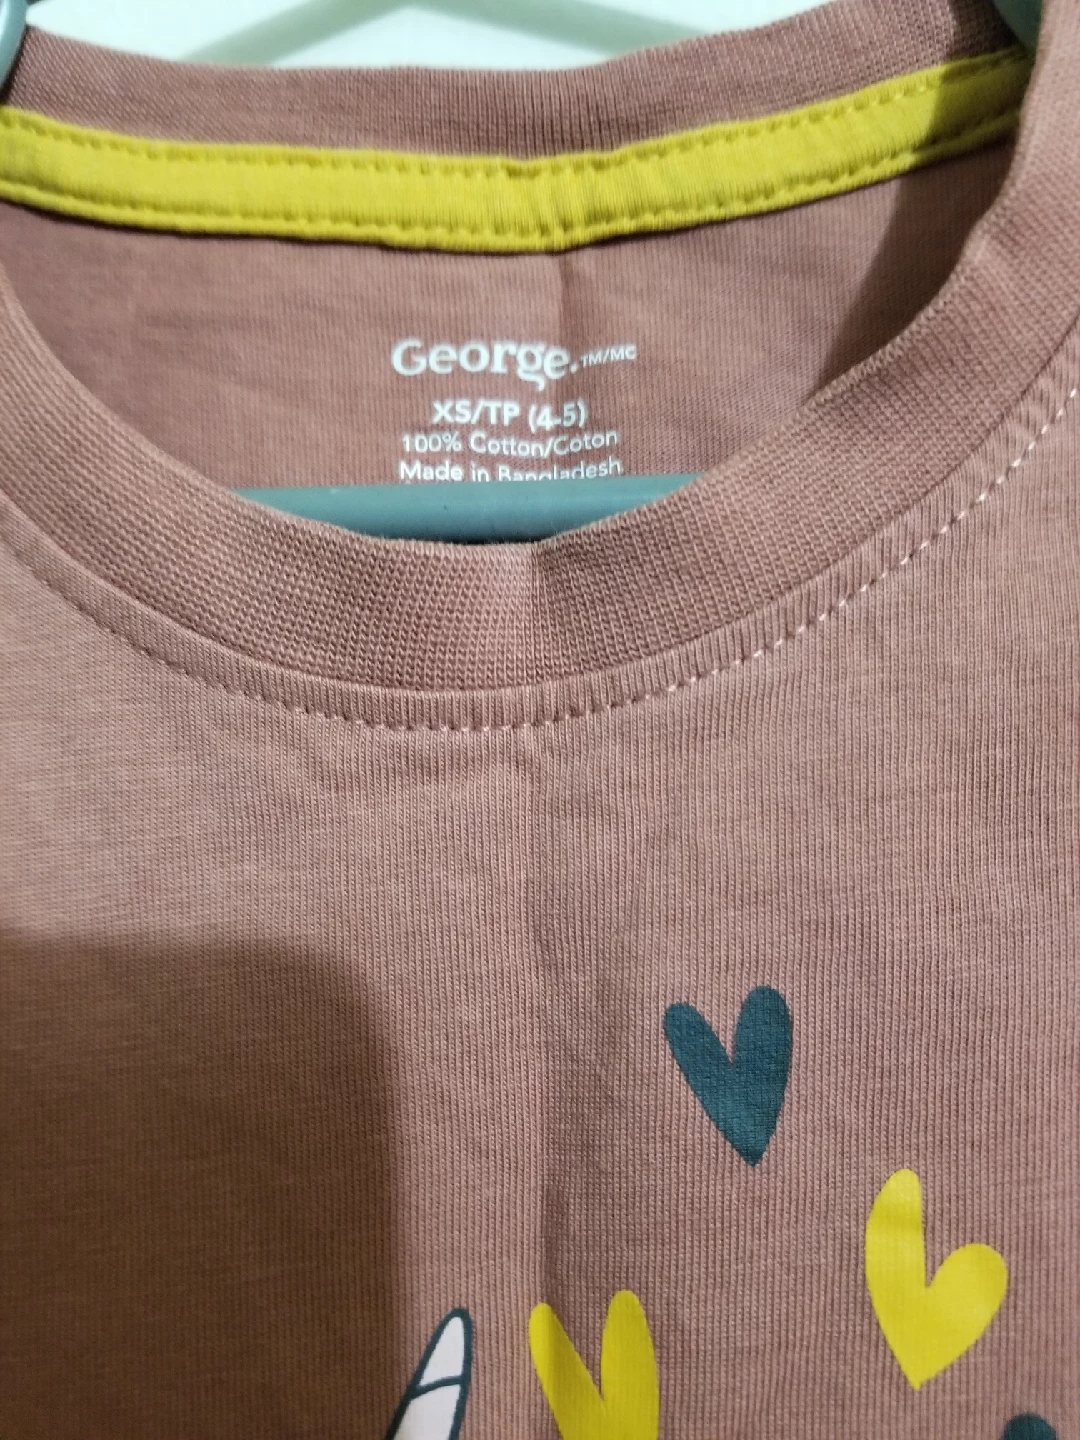 George.TM/MC
XS/TP (4-5)
100% Cotton/Coton
Made in Bangladesh